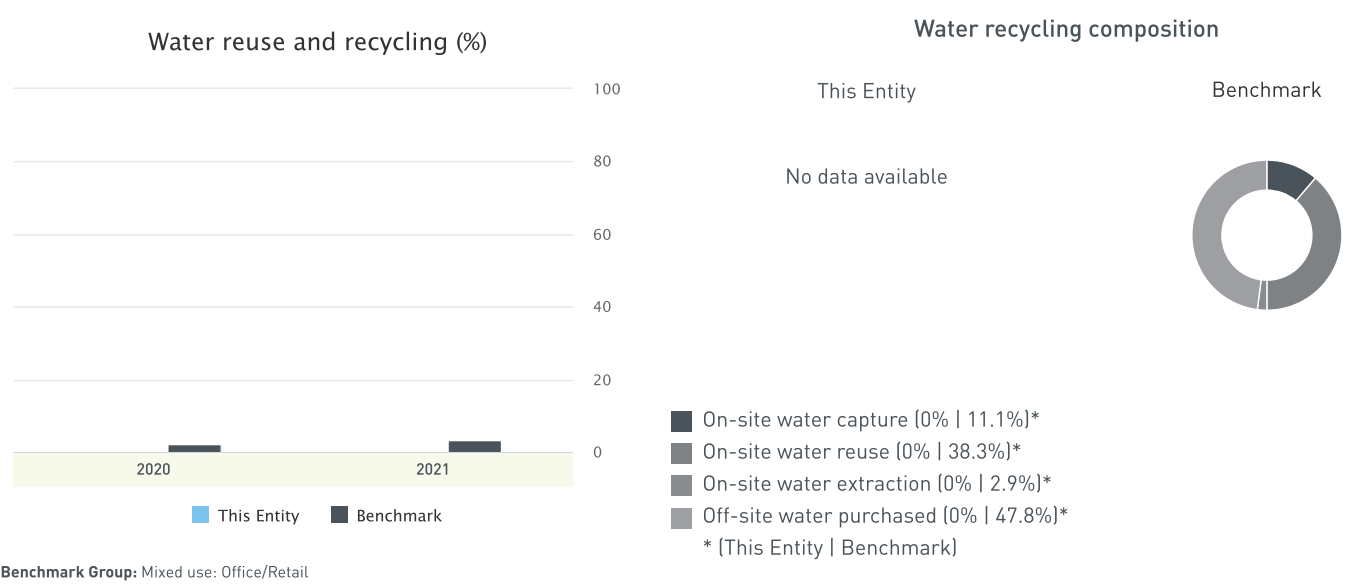 Water reuse and recycling (%)
100
80
60
40
20
0
2020 2021
This Entity Benchmark
Benchmark Group: Mixed use: Office/Retail
Water recycling composition
This Entity Benchmark
No data available
On-site water capture (0% | 11.1%)*
On-site water reuse (0% | 38.3%)*
On-site water extraction (0% | 2.9%)*
Off-site water purchased (0% | 47.8%)*
* (This Entity | Benchmark)